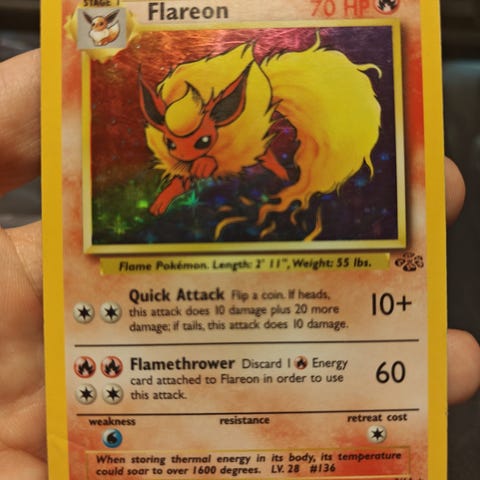 STAGE 1
Flareon 70 HP
Flame Pokémon. Length: 2' 11", Weight: 55 lbs.
Quick Attack Flip a coin. If heads,
this attack does 10 damage plus 20 more
damage; if tails, this attack does 10 damage.
10+
Flamethrower Discard 1 Energy
card attached to Flareon in order to use
this attack.
60
weakness resistance retreat cost
When storing thermal energy in its body, its temperature
could soar to over 1600 degrees. LV. 28 #136